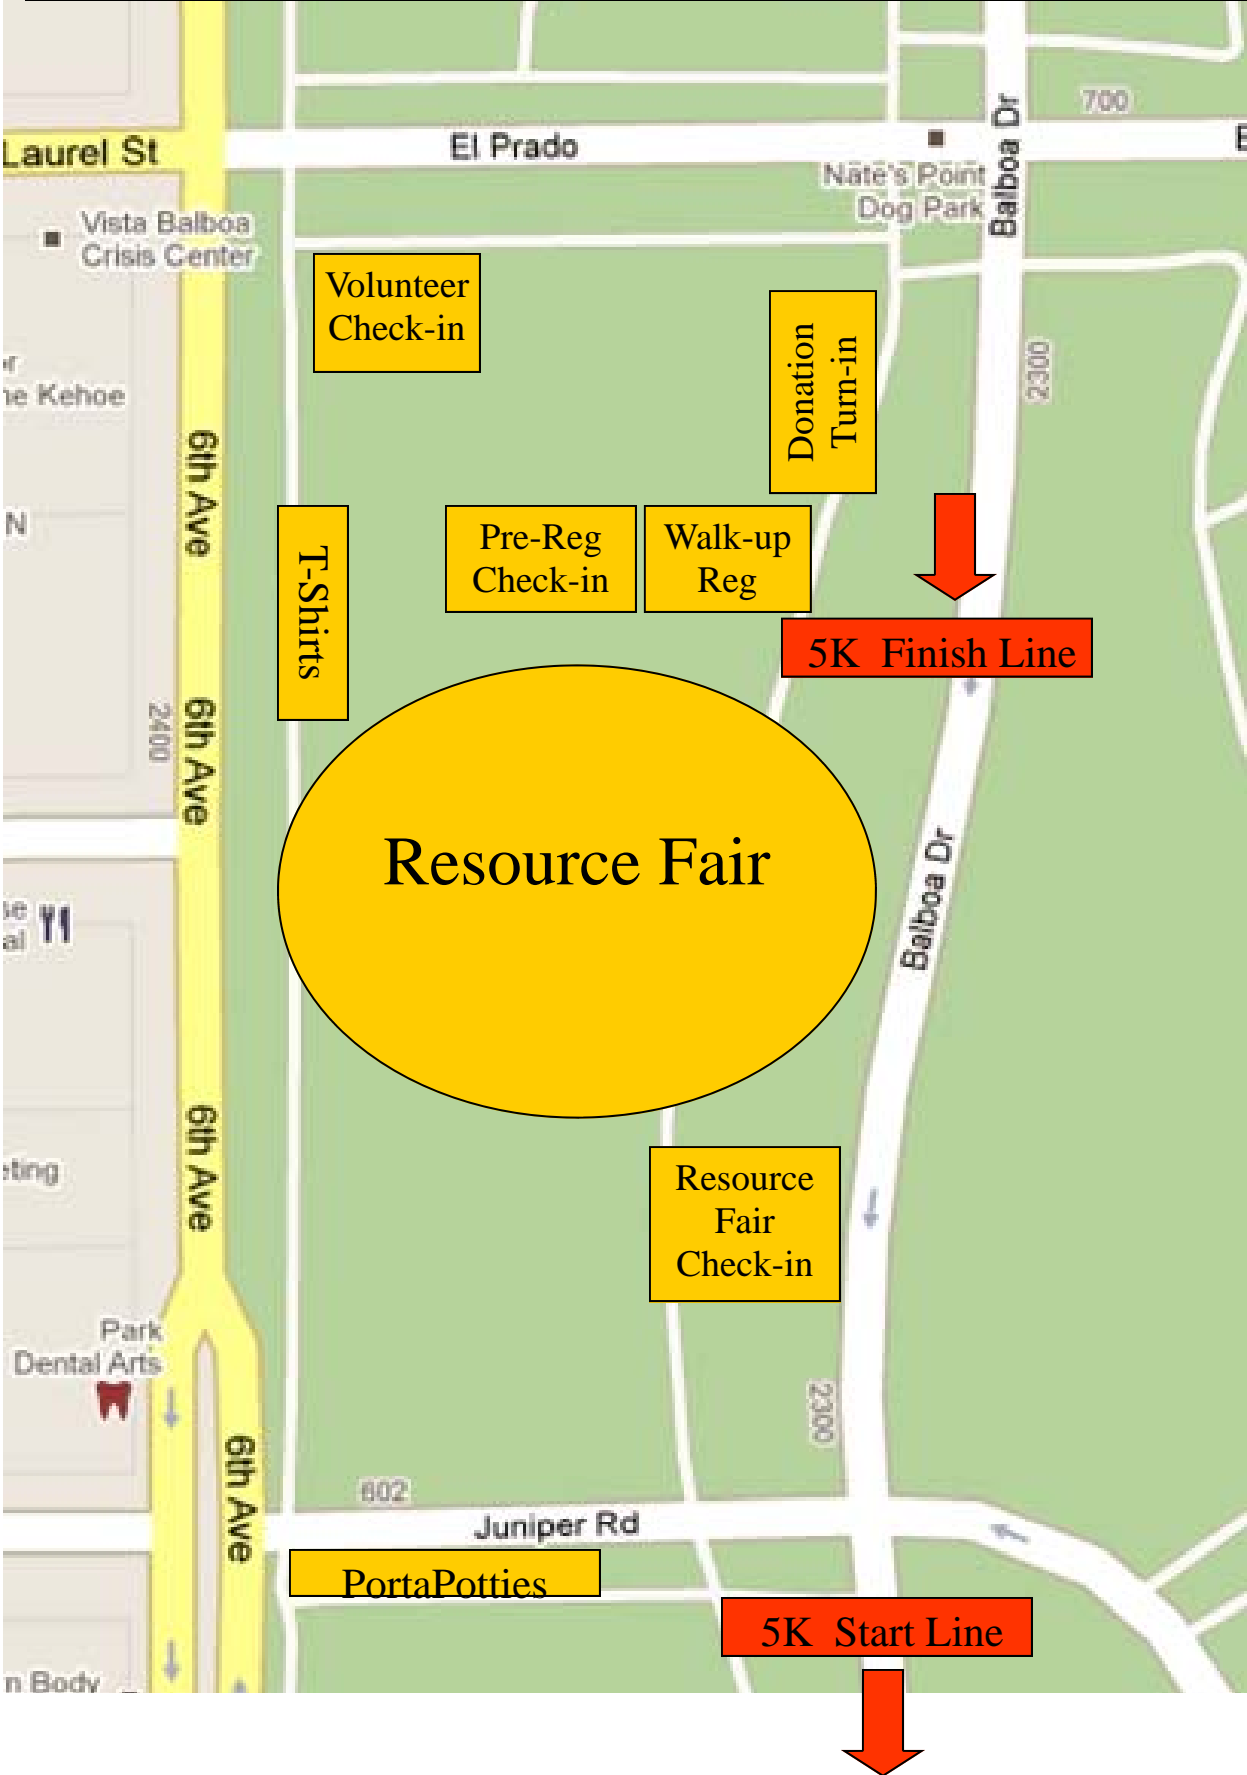 700
Laurel St
El Prado
Balboa Dr
Nate's Point
Dog Park
Vista Balboa
Crisis Center
Volunteer
Check-in
Donation
Turn-in
2300
Kehoe
6th Ave
N
T-Shirts
Pre-Reg
Check-in
Walk-up
Reg
5K Finish Line
2400
6th Ave
Resource Fair
Balboa Dr
6th Ave
Resource
Fair
Check-in
Park
Dental Arts
2300
6th Ave
602
Juniper Rd
PortaPotties
5K Start Line
Body